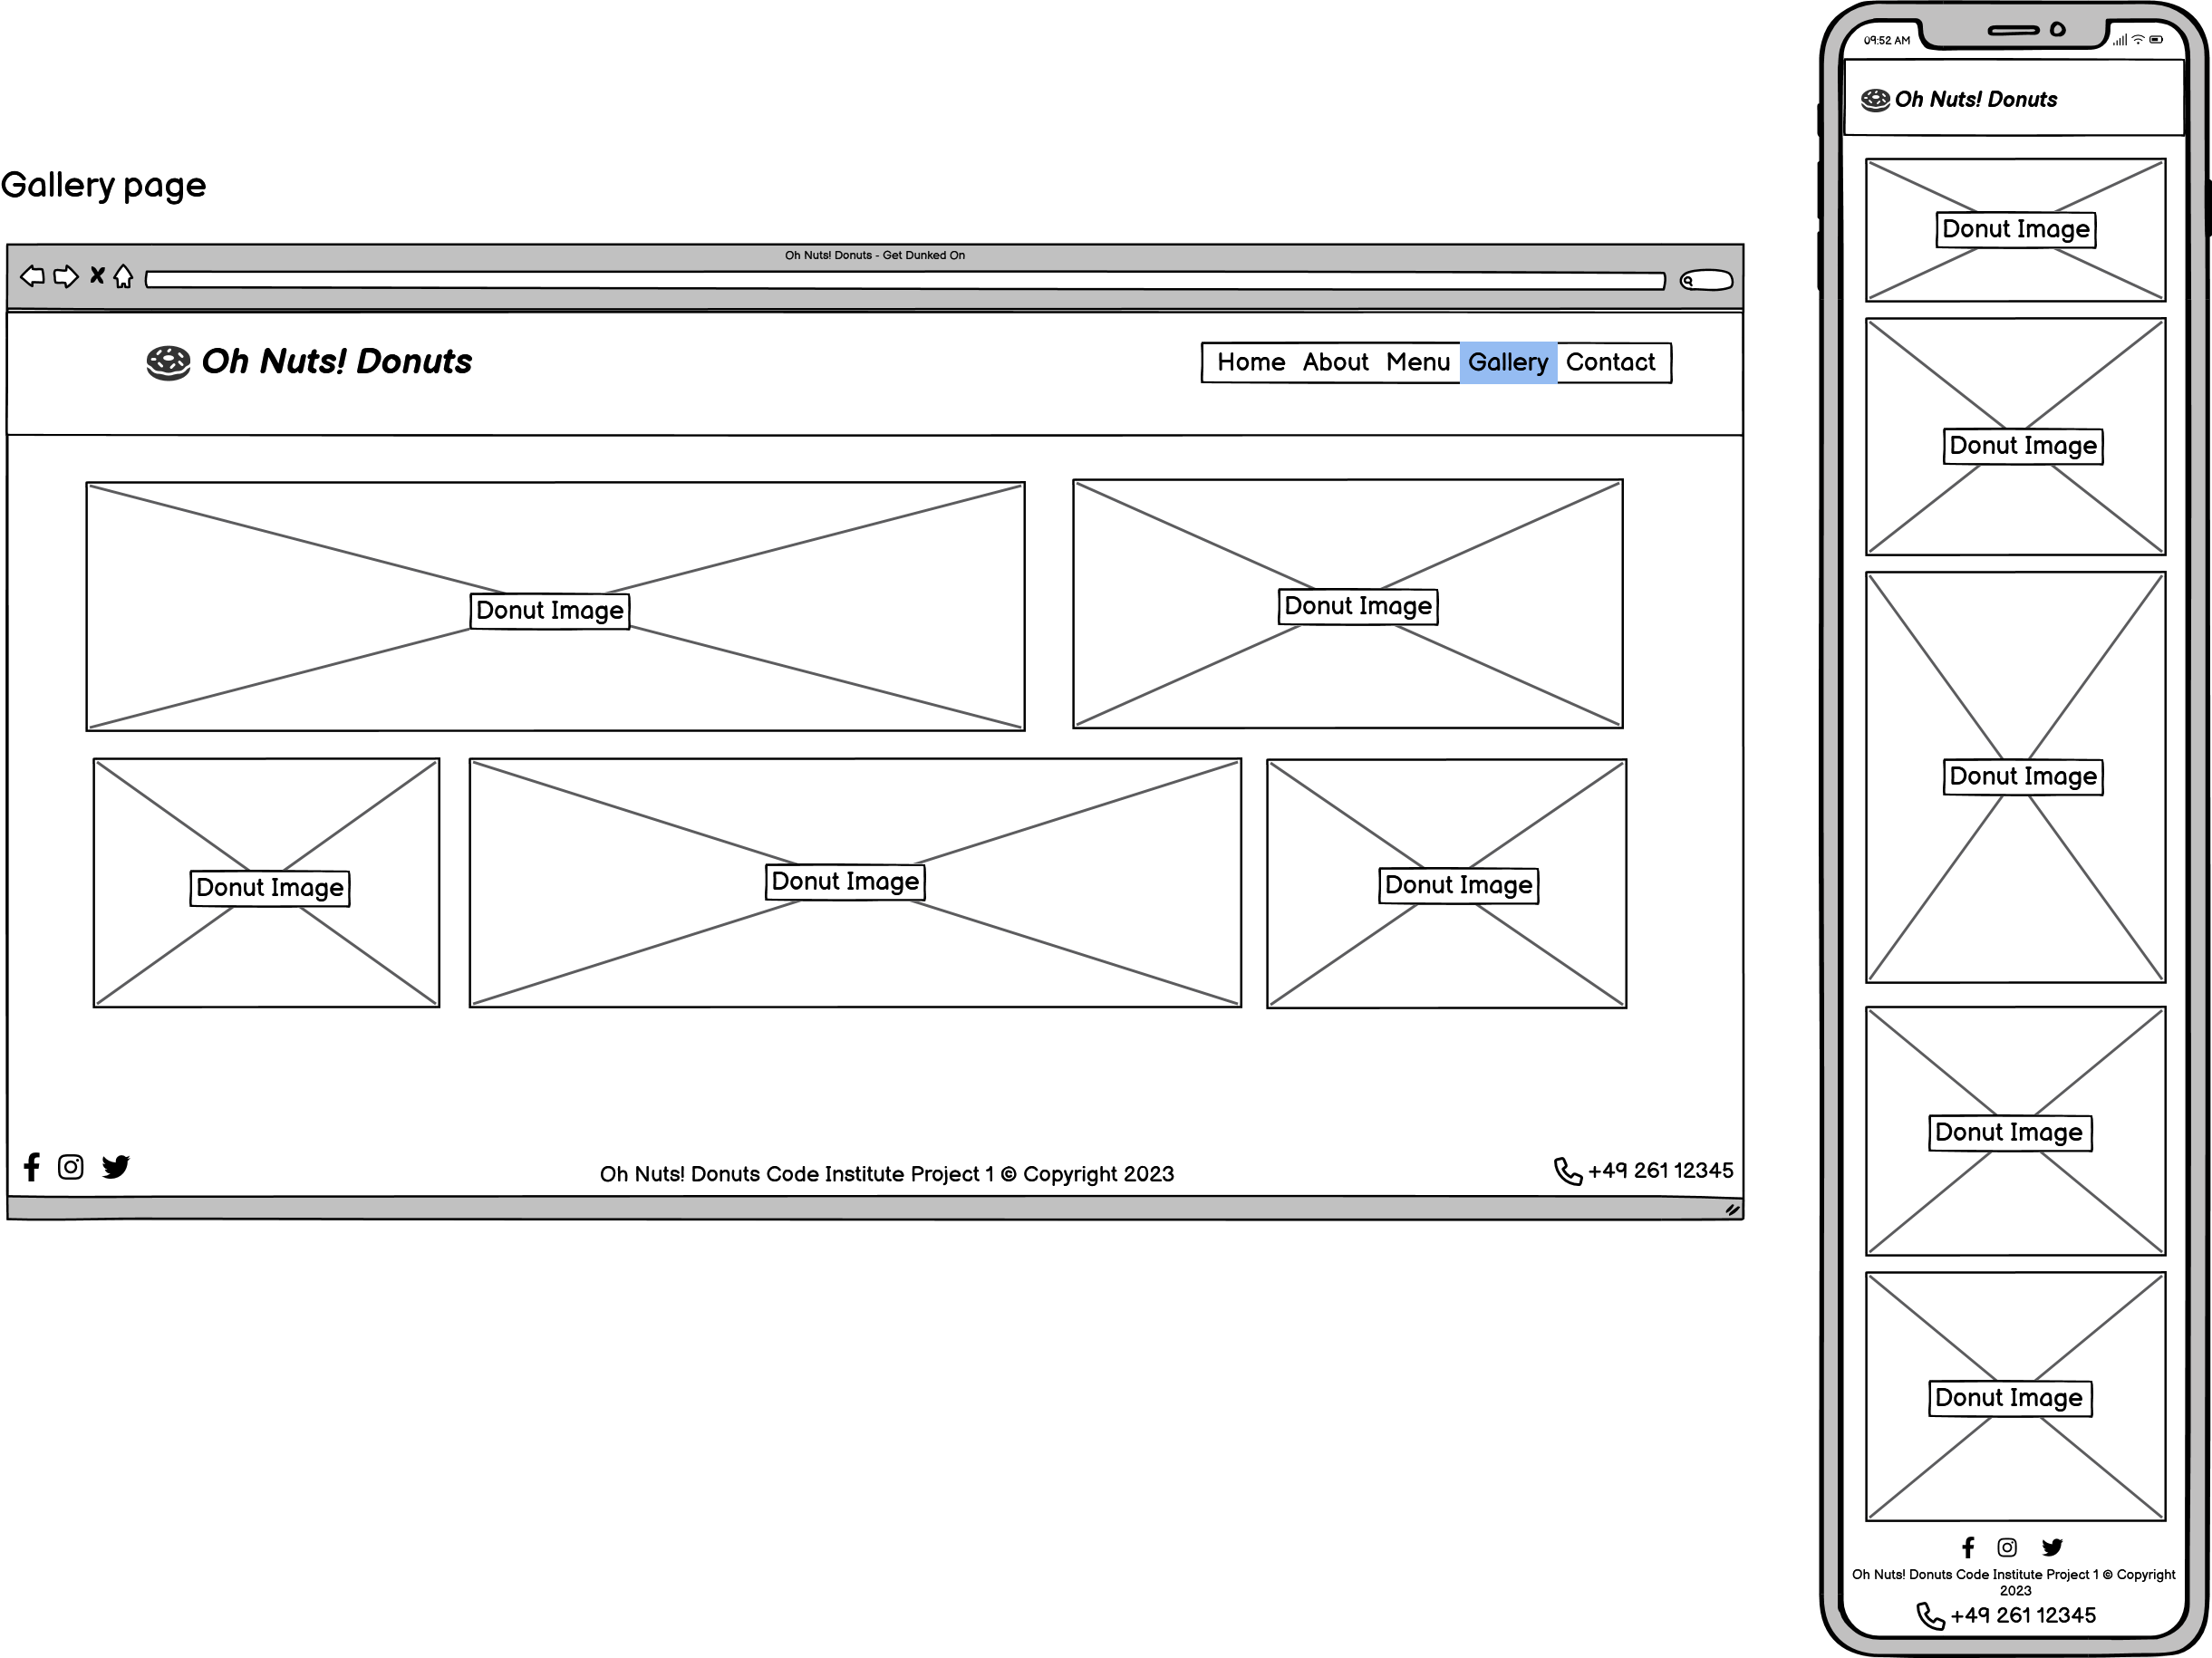 Gallery page
Oh Nuts! Donuts - Get Dunked On
Oh Nuts! Donuts
Home About Menu Gallery Contact
Donut Image
Donut Image
Donut Image
Donut Image
Donut Image
Oh Nuts! Donuts Code Institute Project 1 © Copyright 2023
+49 261 12345
09:52 AM
Oh Nuts! Donuts
Donut Image
Donut Image
Donut Image
Donut Image
Donut Image
Oh Nuts! Donuts Code Institute Project 1 © Copyright
2023
+49 261 12345